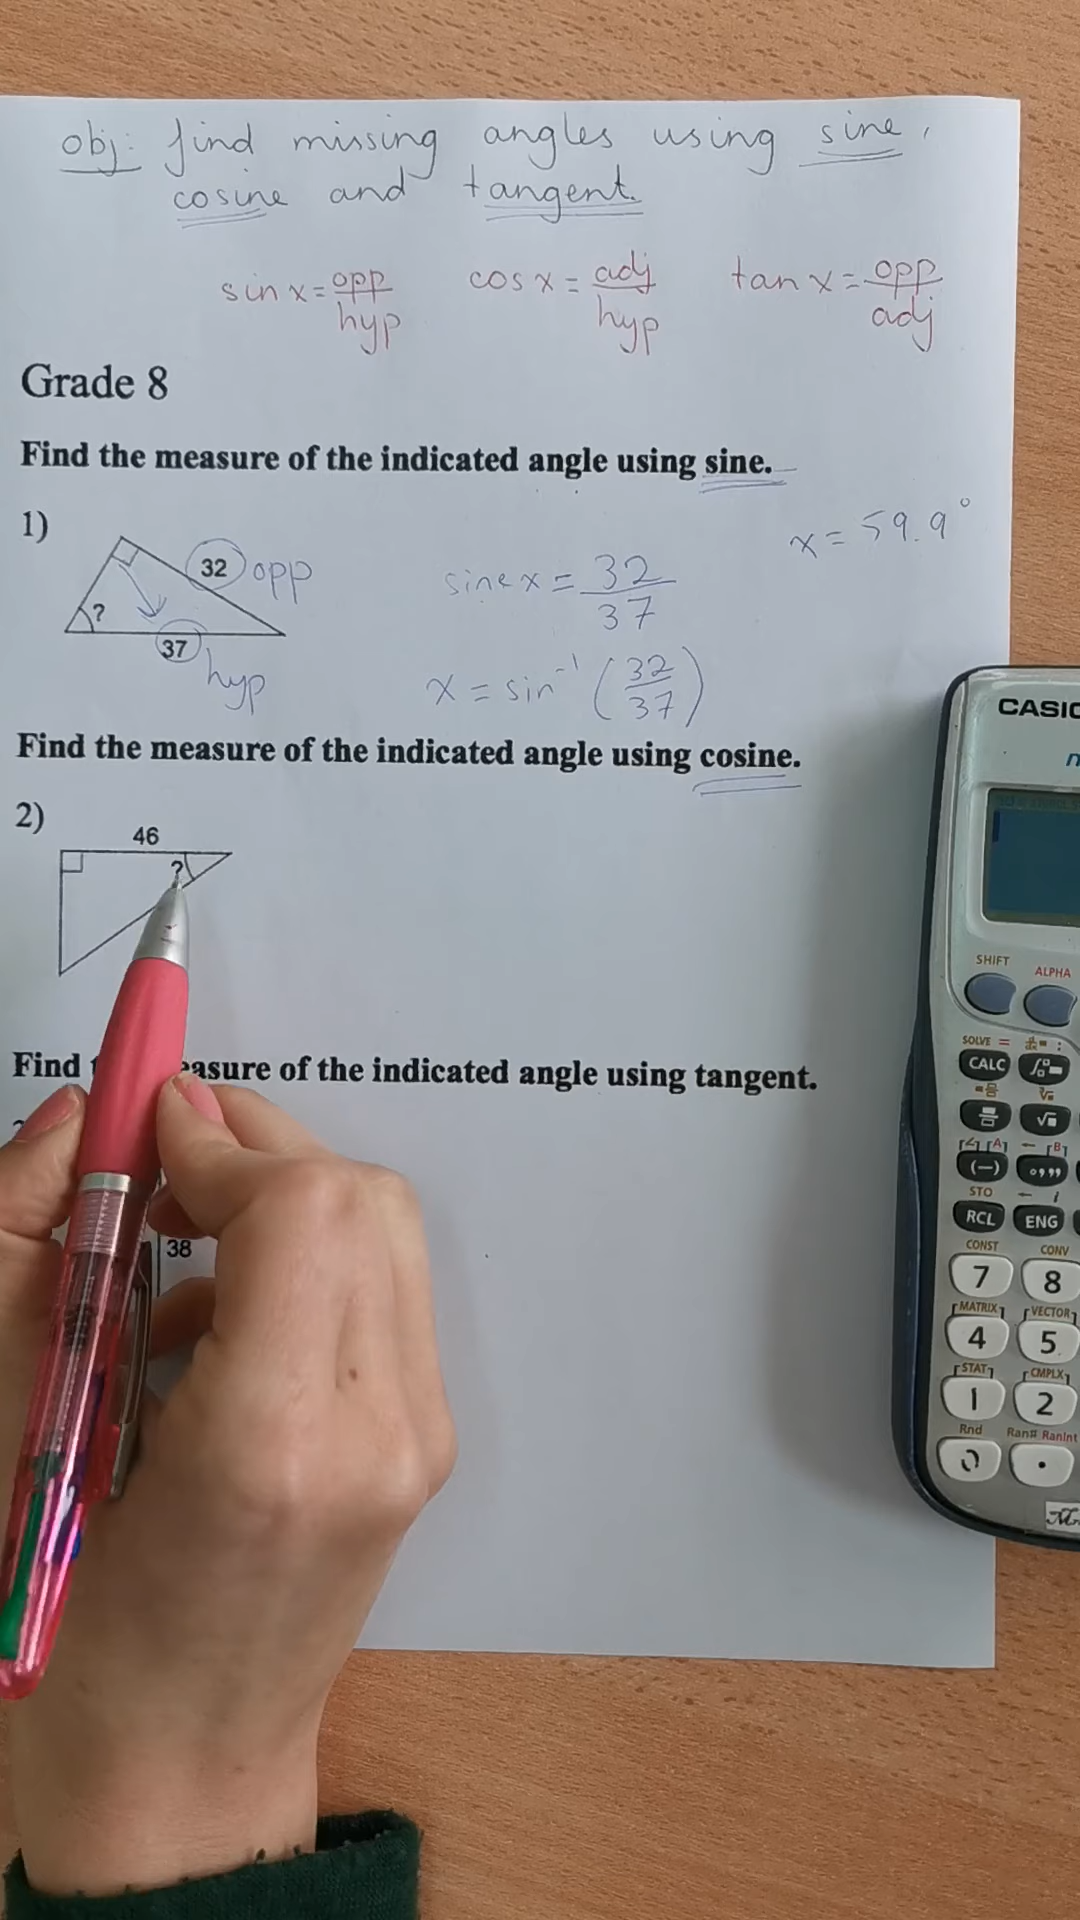 obj: find missing angles using sine,
cosine and tangent.
sin x = opp/hyp cos x = adj/hyp tan x = opp/adj
Grade 8
Find the measure of the indicated angle using sine.
1)
32 opp
?
37 hyp
sine x = 32/37
x = 59.9°
x = sin⁻¹ (32/37)
Find the measure of the indicated angle using cosine.
2)
46
?
Find easure of the indicated angle using tangent.
38
CASIO
SHIFT ALPHA
SOLVE = :
CALC
(−)
STO
RCL ENG
CONST CONV
7 8
MATRIX VECTOR
4 5
STAT CMPLX
1 2
Rnd Ran# RanInt
0 .